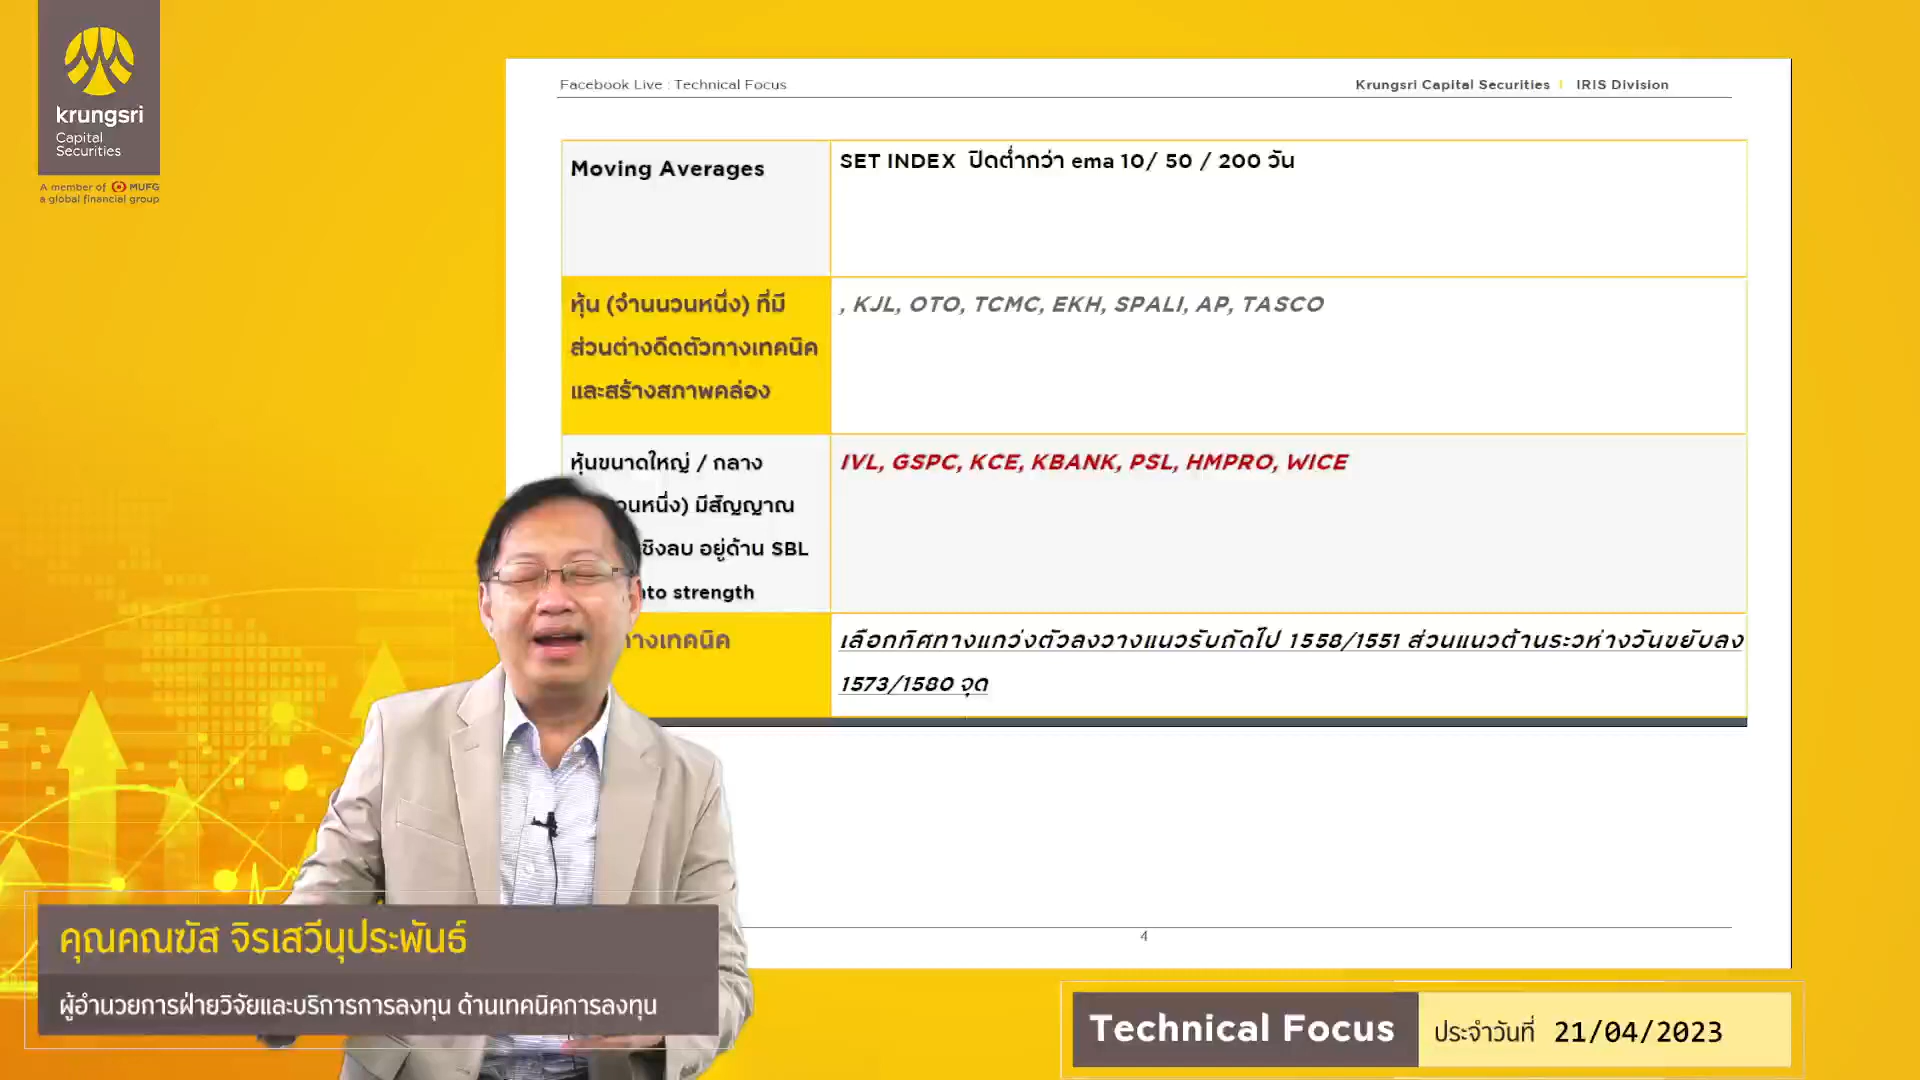 krungsri
Capital
Securities
A member of MUFG
a global financial group
Facebook Live : Technical Focus
Krungsri Capital Securities | IRIS Division
Moving Averages
SET INDEX ปิดต่ำกว่า ema 10/ 50 / 200 วัน
หุ้น (จำนนวนหนึ่ง) ที่มี
ส่วนต่างดีดตัวทางเทคนิค
และสร้างสภาพคล่อง
, KJL, OTO, TCMC, EKH, SPALI, AP, TASCO
หุ้นขนาดใหญ่ / กลาง
หนึ่ง) มีสัญญาณ
เชิงลบ อยู่ด้าน SBL
strength
IVL, GSPC, KCE, KBANK, PSL, HMPRO, WICE
ทางเทคนิค
เลือกทิศทางแกว่งตัวลงวางแนวรับถัดไป 1558/1551 ส่วนแนวต้านระวห่างวันขยับลง
1573/1580 จุด
4
คุณคณฆัส จิรเสวีนุประพันธ์
ผู้อำนวยการฝ่ายวิจัยและบริการการลงทุน ด้านเทคนิคการลงทุน
Technical Focus
ประจำวันที่ 21/04/2023